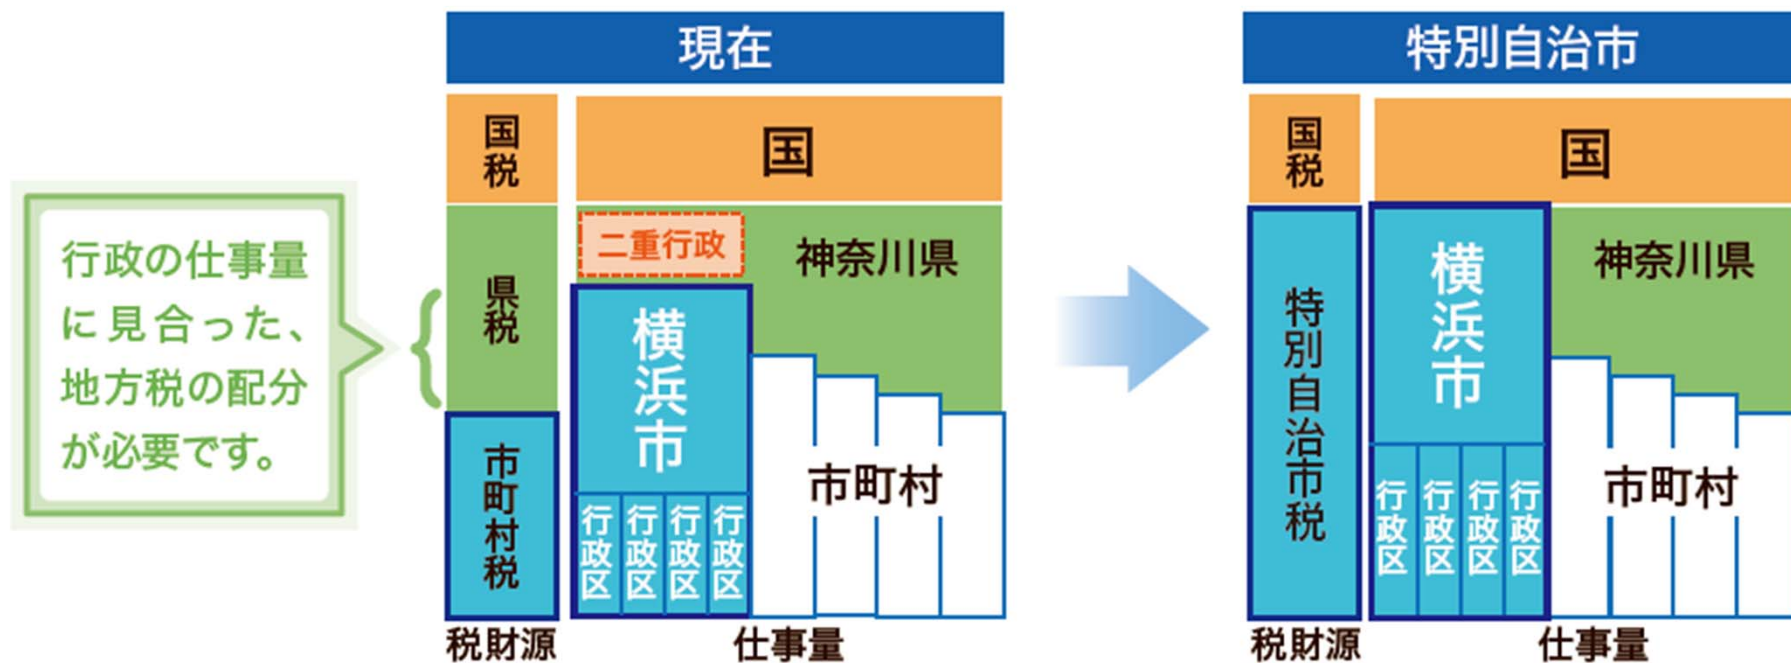 行政の仕事量
に見合った、
地方税の配分
が必要です。
現在
国税
国
県税
二重行政
神奈川県
横浜市
市町村税
行政区
行政区
行政区
行政区
市町村
税財源
仕事量
特別自治市
国税
国
特別自治市税
横浜市
神奈川県
行政区
行政区
行政区
行政区
市町村
税財源
仕事量